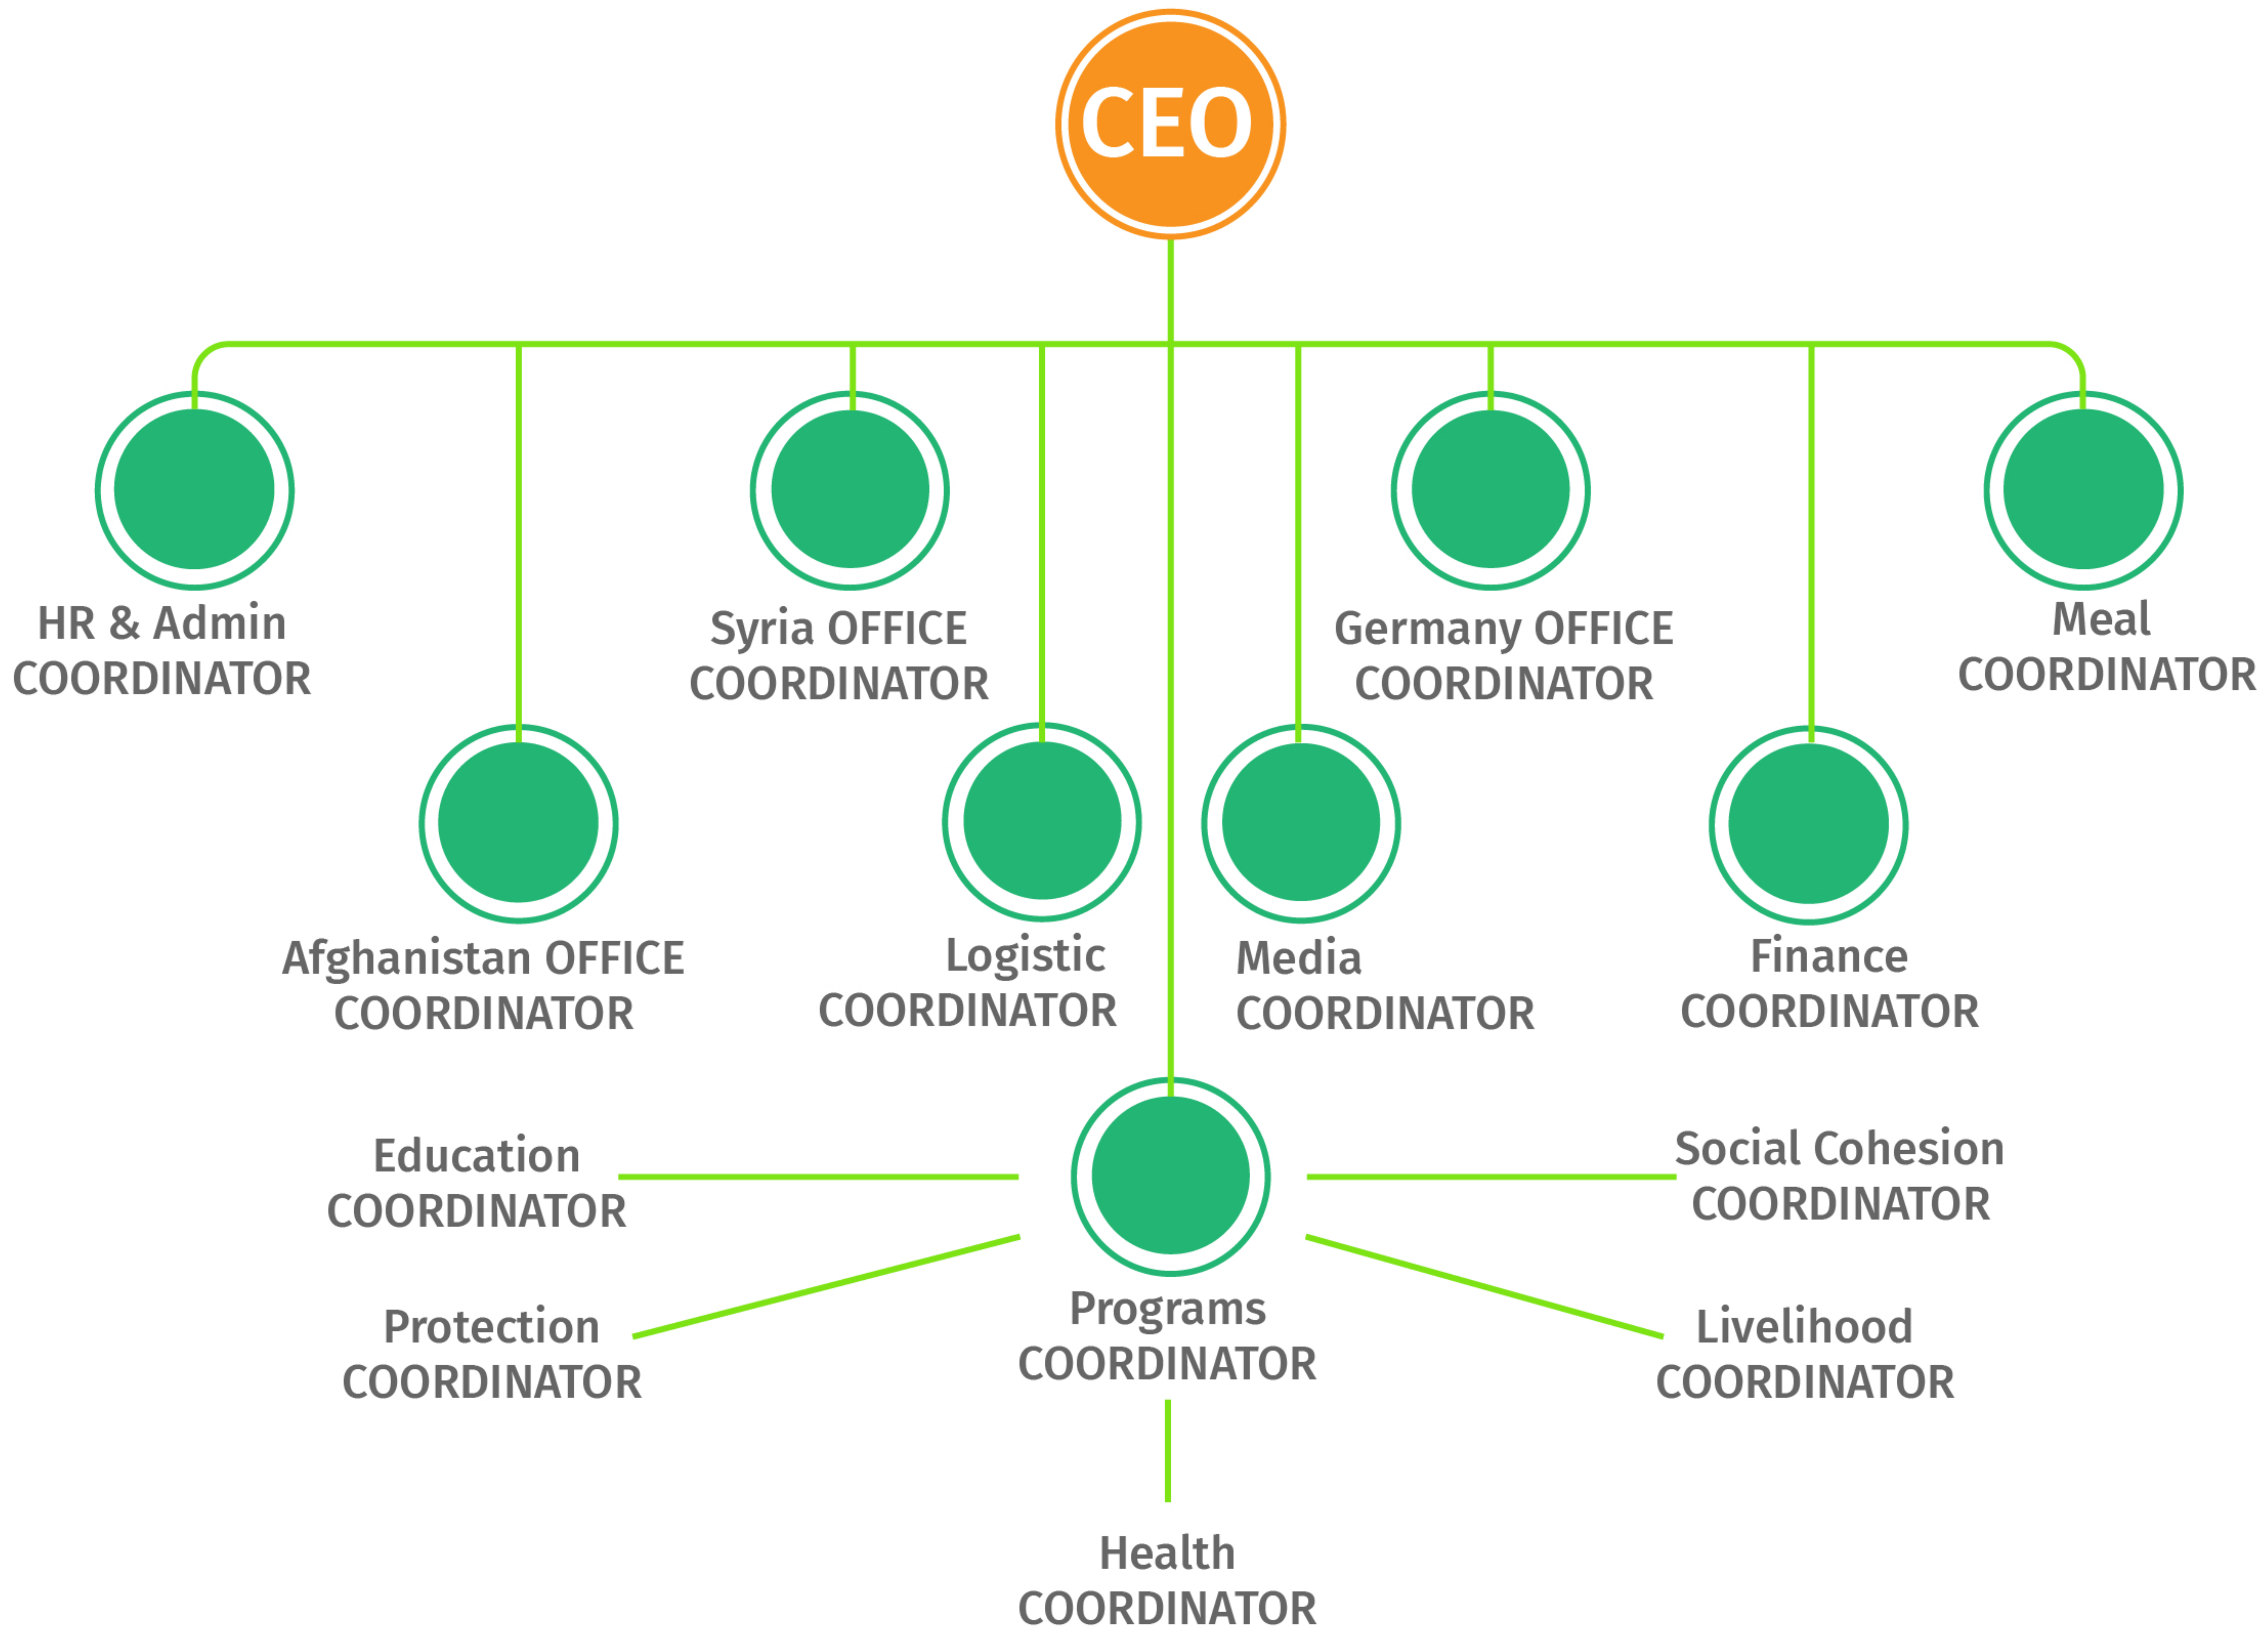 CEO
HR & Admin
COORDINATOR
Syria OFFICE
COORDINATOR
Germany OFFICE
COORDINATOR
Meal
COORDINATOR
Afghanistan OFFICE
COORDINATOR
Logistic
COORDINATOR
Media
COORDINATOR
Finance
COORDINATOR
Education
COORDINATOR
Social Cohesion
COORDINATOR
Protection
COORDINATOR
Programs
COORDINATOR
Livelihood
COORDINATOR
Health
COORDINATOR